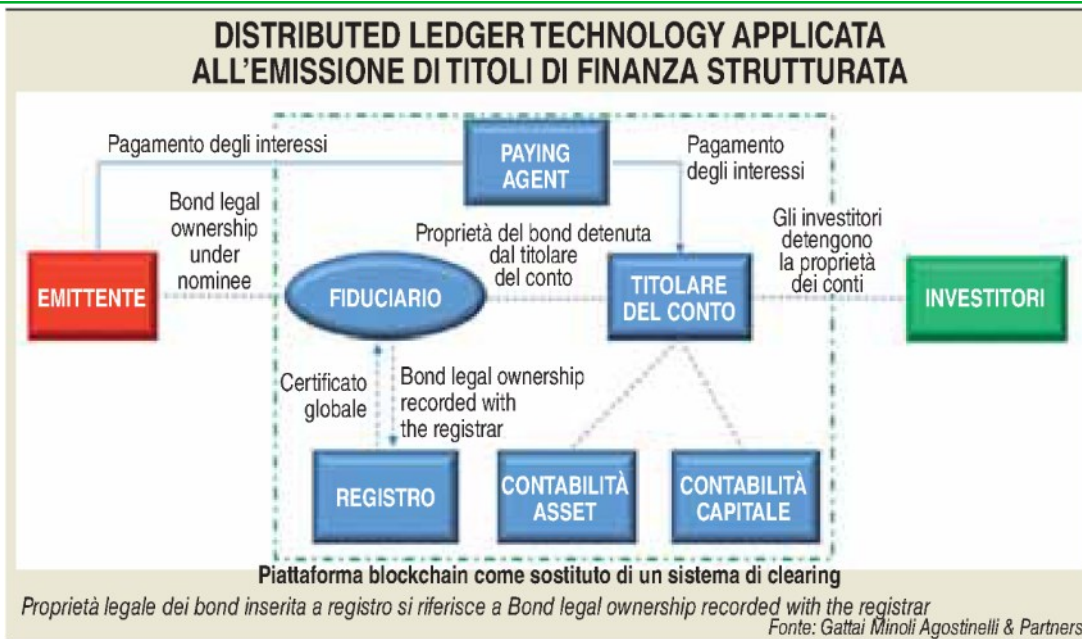 DISTRIBUTED LEDGER TECHNOLOGY APPLICATA
ALL'EMISSIONE DI TITOLI DI FINANZA STRUTTURATA
Pagamento degli interessi
PAYING
AGENT
Pagamento
degli interessi
Bond legal
ownership
under
nominee
Proprietà del bond detenuta
dal titolare
del conto
Gli investitori
detengono
la proprietà
dei conti
EMITTENTE
FIDUCIARIO
TITOLARE
DEL CONTO
INVESTITORI
Certificato
globale
Bond legal ownership
recorded with
the registrar
REGISTRO
CONTABILITÀ
ASSET
CONTABILITÀ
CAPITALE
Piattaforma blockchain come sostituto di un sistema di clearing
Proprietà legale dei bond inserita a registro si riferisce a Bond legal ownership recorded with the registrar
Fonte: Gattai Minoli Agostinelli & Partners